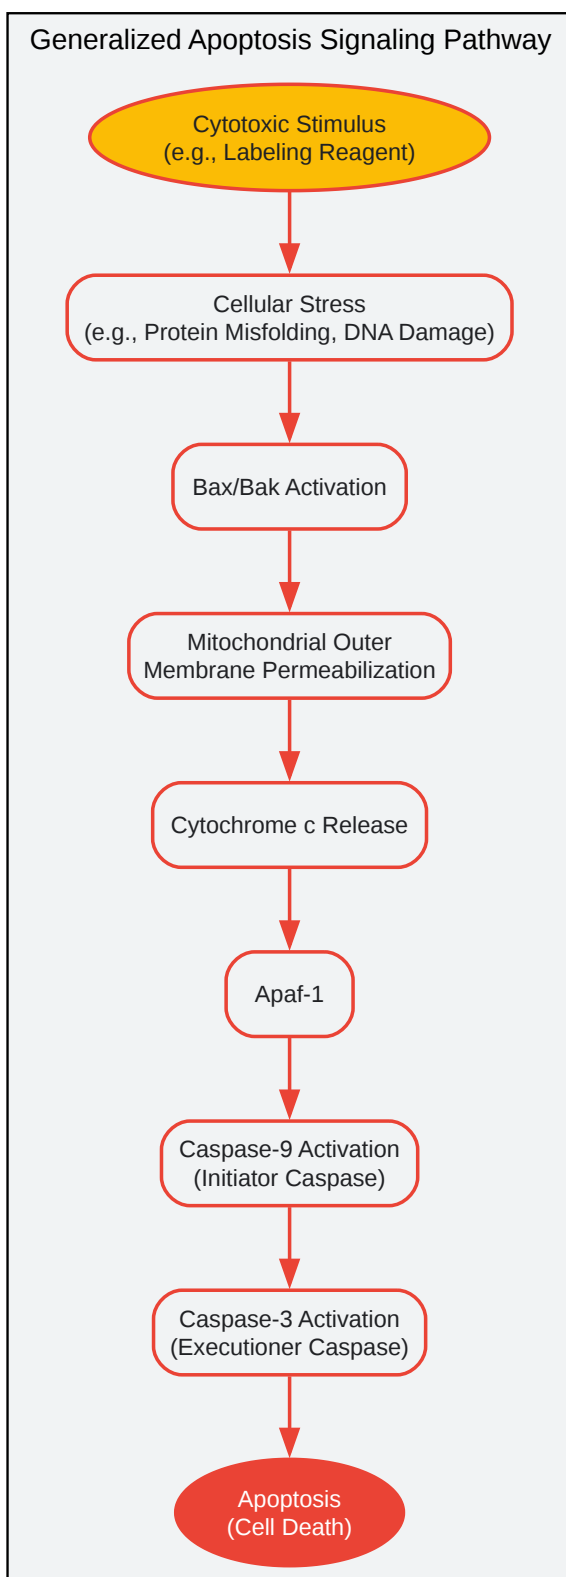 Generalized Apoptosis Signaling Pathway
Cytotoxic Stimulus
(e.g., Labeling Reagent)
Cellular Stress
(e.g., Protein Misfolding, DNA Damage)
Bax/Bak Activation
Mitochondrial Outer
Membrane Permeabilization
Cytochrome c Release
Apaf-1
Caspase-9 Activation
(Initiator Caspase)
Caspase-3 Activation
(Executioner Caspase)
Apoptosis
(Cell Death)